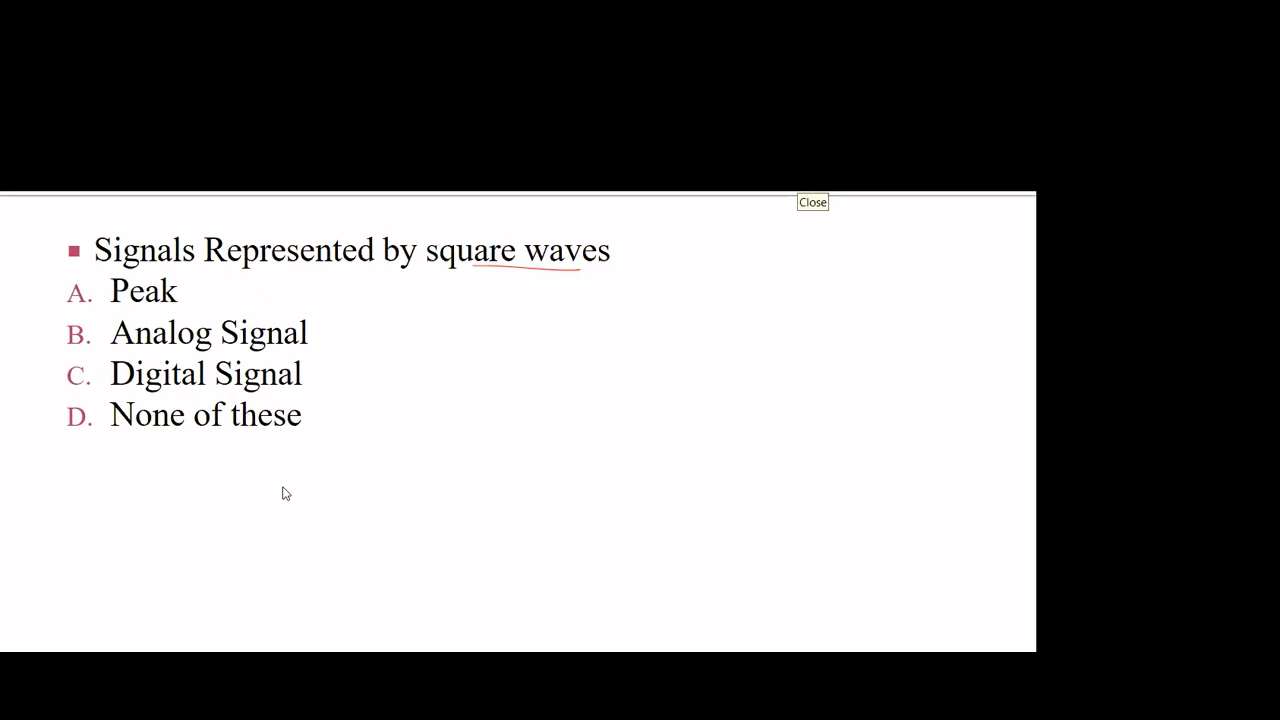 Close
Signals Represented by square waves
A. Peak
B. Analog Signal
C. Digital Signal
D. None of these